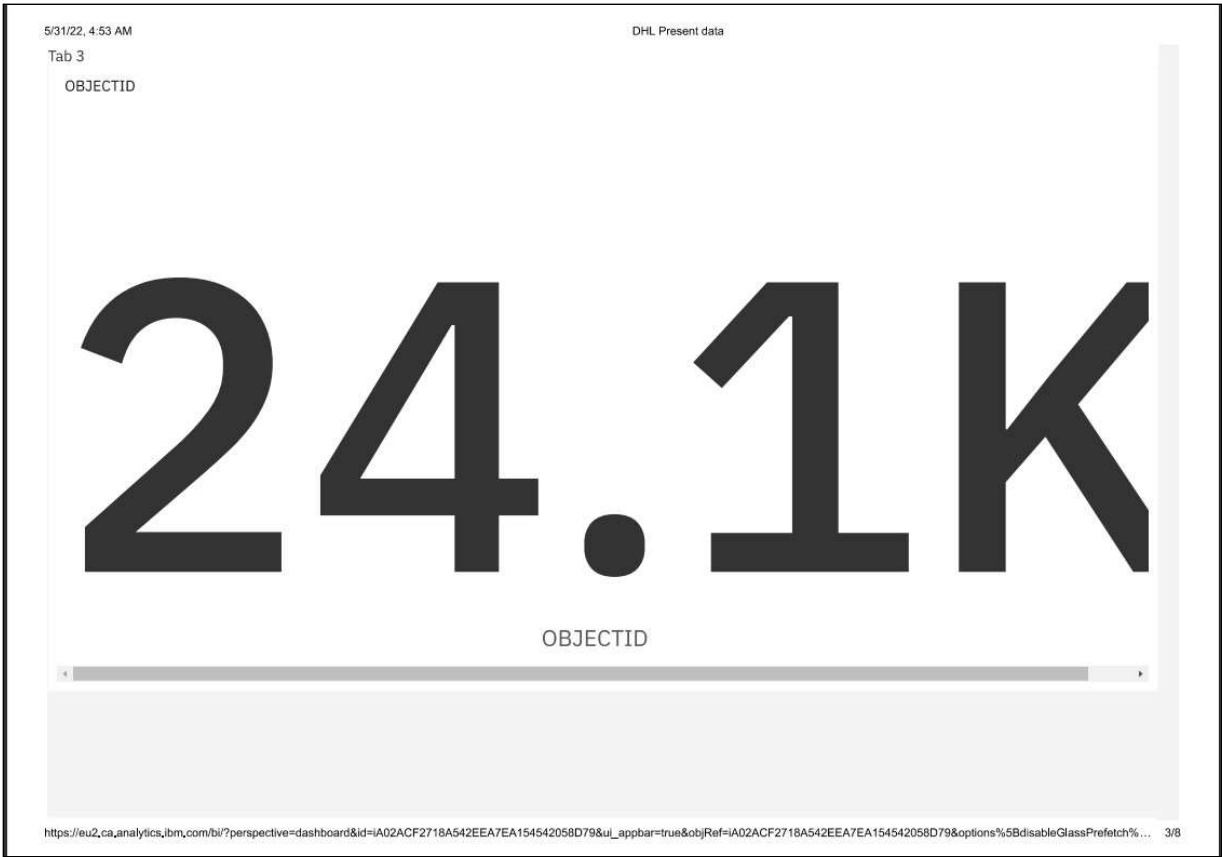 5/31/22, 4:53 AM DHL Present data
Tab 3
OBJECTID
24.1K
OBJECTID
https://eu2.ca.analytics.ibm.com/bi/?perspective=dashboard&id=iA02ACF2718A542EEA7EA154542058D79&ui_appbar=true&objRef=iA02ACF2718A542EEA7EA154542058D79&options%5BdisableGlassPrefetch%… 3/8